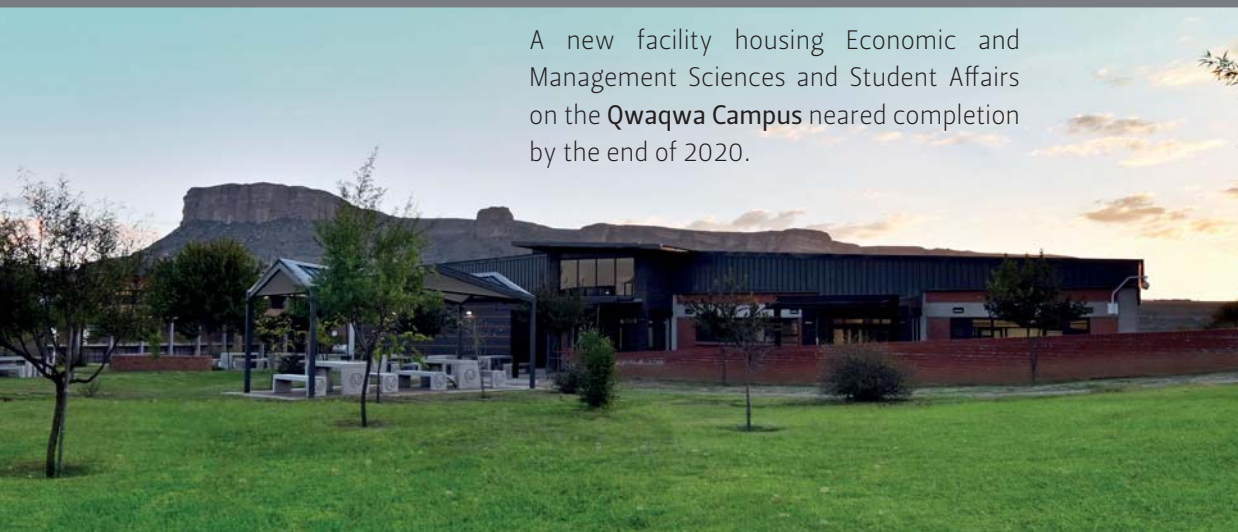 A new facility housing Economic and
Management Sciences and Student Affairs
on the Qwaqwa Campus neared completion
by the end of 2020.